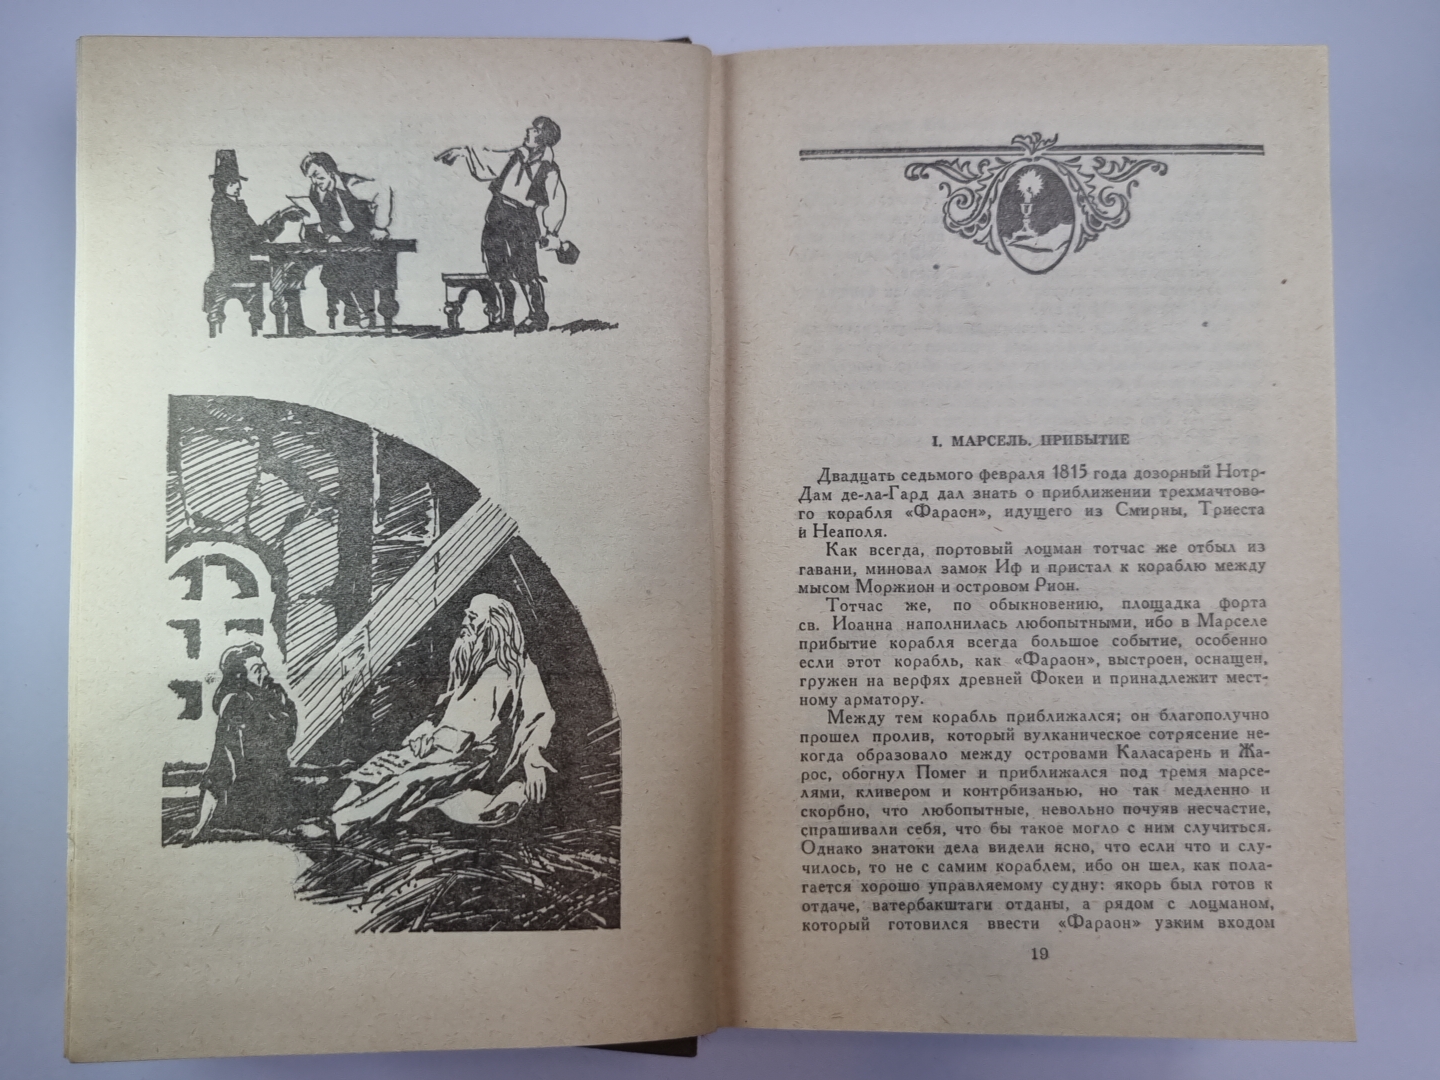 I. МАРСЕЛЬ. ПРИБЫТИЕ
Двадцать седьмого февраля 1815 года дозорный Нотр-
Дам де-ла-Гард дал знать о приближении трехмачтово-
го корабля «Фараон», идущего из Смирны, Триеста
и Неаполя.
Как всегда, портовый лоцман тотчас же отбыл из
гавани, миновал замок Иф и пристал к кораблю между
мысом Моржион и островом Рион.
Тотчас же, по обыкновению, площадка форта
св. Иоанна наполнилась любопытными, ибо в Марселе
прибытие корабля всегда большое событие, особенно
если этот корабль, как «Фараон», выстроен, оснащен,
гружен на верфях древней Фокеи и принадлежит мест-
ному арматору.
Между тем корабль приближался; он благополучно
прошел пролив, который вулканическое сотрясение не-
когда образовало между островами Каласарень и Жа-
рос, обогнул Помег и приближался под тремя марсе-
лями, кливером и контрбизанью, но так медленно и
скорбно, что любопытные, невольно почуяв несчастие,
спрашивали себя, что бы такое могло с ним случиться.
Однако знатоки дела видели ясно, что если что и слу-
чилось, то не с самим кораблем, ибо он шел, как пола-
гается хорошо управляемому судну: якорь был готов к
отдаче, ватербакштаги отданы, а рядом с лоцманом,
который готовился ввести «Фараон» узким входом
19